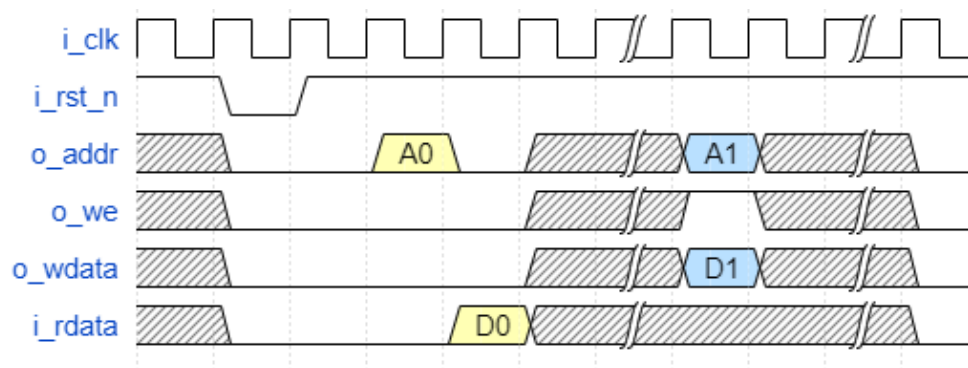 i_clk
i_rst_n
o_addr A0 A1
o_we
o_wdata D1
i_rdata D0